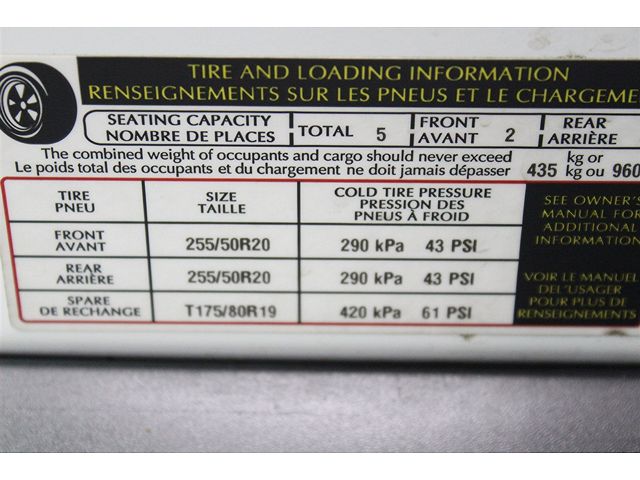 TIRE AND LOADING INFORMATION
RENSEIGNEMENTS SUR LES PNEUS ET LE CHARGEME
SEATING CAPACITY
NOMBRE DE PLACES
TOTAL 5
FRONT
AVANT 2
REAR
ARRIÈRE
The combined weight of occupants and cargo should never exceed
Le poids total des occupants et du chargement ne doit jamais dépasser
435 kg or
kg ou 960
TIRE
PNEU
SIZE
TAILLE
COLD TIRE PRESSURE
PRESSION DES
PNEUS À FROID
FRONT
AVANT
255/50R20
290 kPa 43 PSI
REAR
ARRIÈRE
255/50R20
290 kPa 43 PSI
SPARE
DE RECHANGE
T175/80R19
420 kPa 61 PSI
SEE OWNER'S
MANUAL FOR
ADDITIONAL
INFORMATION
VOIR LE MANUEL
DEL'USAGER
POUR PLUS DE
RENSEIGNEMENTS